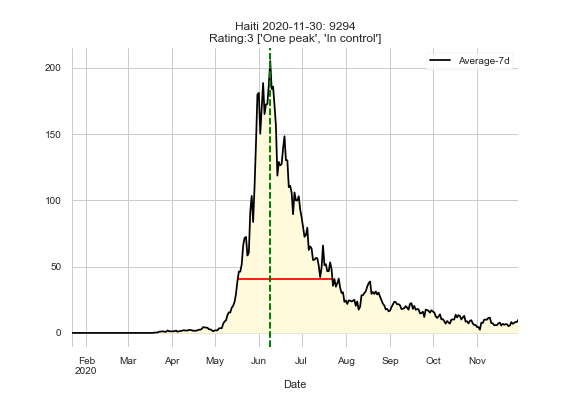 Haiti 2020-11-30: 9294
Rating:3 ['One peak', 'In control']
Average-7d
200
150
100
50
0
Feb Mar Apr May Jun Jul Aug Sep Oct Nov
2020
Date